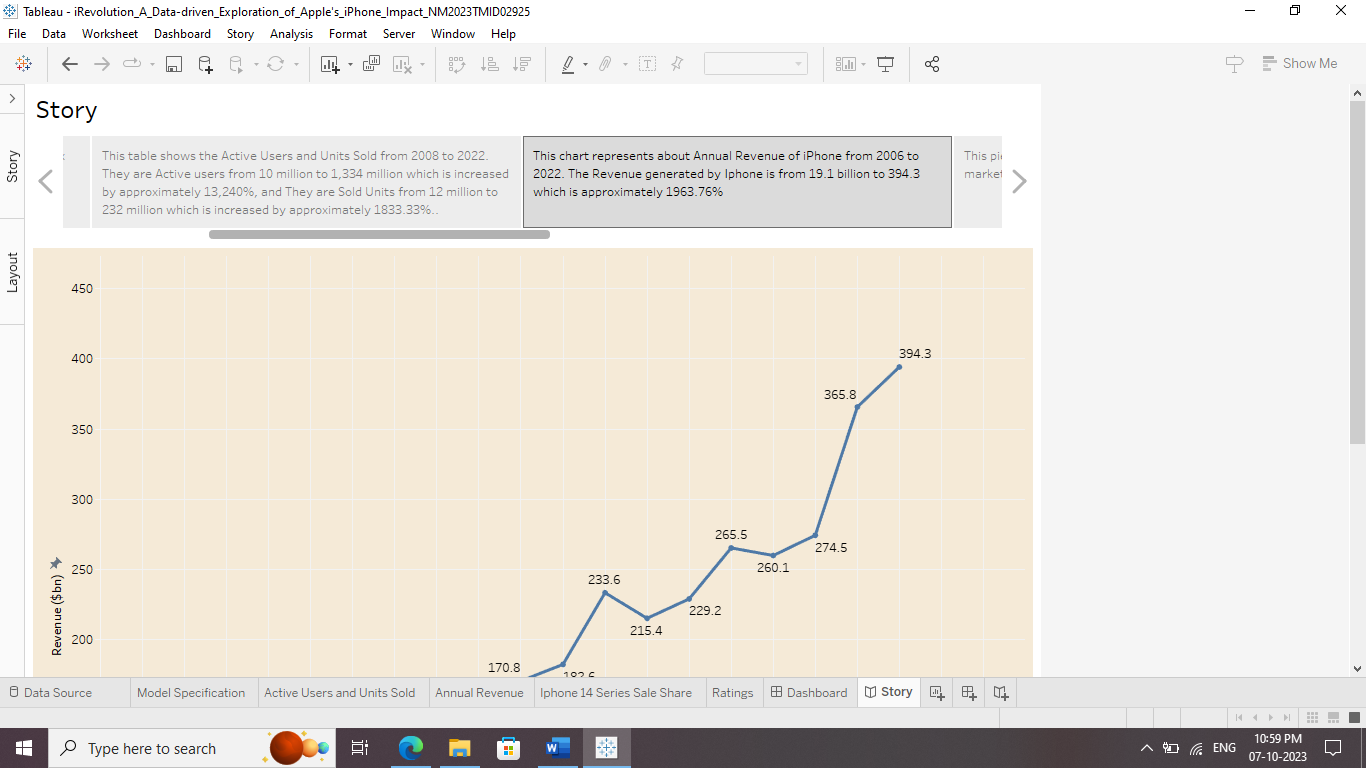 Tableau - iRevolution_A_Data-driven_Exploration_of_Apple's_iPhone_Impact_NM2023TMID02925
File Data Worksheet Dashboard Story Analysis Format Server Window Help
Show Me
Story
Layout
Story
This table shows the Active Users and Units Sold from 2008 to 2022.
They are Active users from 10 million to 1,334 million which is increased
by approximately 13,240%, and They are Sold Units from 12 million to
232 million which is increased by approximately 1833.33%..
This chart represents about Annual Revenue of iPhone from 2006 to
2022. The Revenue generated by Iphone is from 19.1 billion to 394.3
which is approximately 1963.76%
This
market
450
400
350
300
250
200
Revenue ($bn)
394.3
365.8
274.5
265.5
260.1
233.6
229.2
215.4
170.8
182.6
Data Source
Model Specification
Active Users and Units Sold
Annual Revenue
Iphone 14 Series Sale Share
Ratings
Dashboard
Story
Type here to search
ENG
10:59 PM
07-10-2023